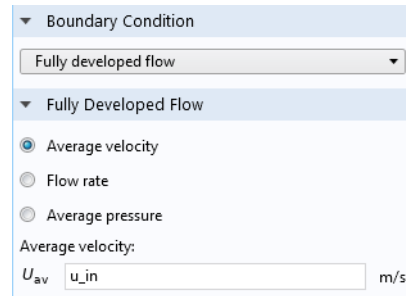 Boundary Condition
Fully developed flow
Fully Developed Flow
Average velocity
Flow rate
Average pressure
Average velocity:
Uav u_in m/s